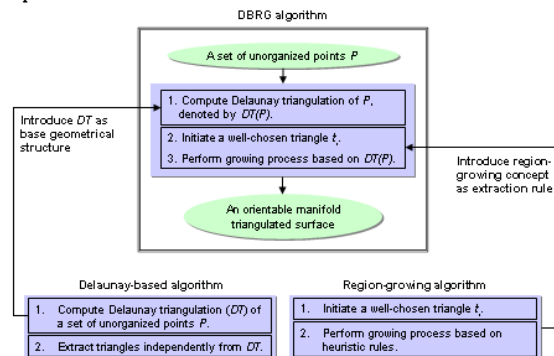 DBRG algorithm
A set of unorganized points P
1. Compute Delaunay triangulation of P,
denoted by DT(P).
2. Initiate a well-chosen triangle t.
3. Perform growing process based on DT(P).
An orientable manifold
triangulated surface
Introduce DT as
base geometrical
structure
Introduce region-
growing concept
as extraction rule
Delaunay-based algorithm
1. Compute Delaunay triangulation (DT) of
a set of unorganized points P.
2. Extract triangles independently from DT.
Region-growing algorithm
1. Initiate a well-chosen triangle t.
2. Perform growing process based on
heuristic rules.